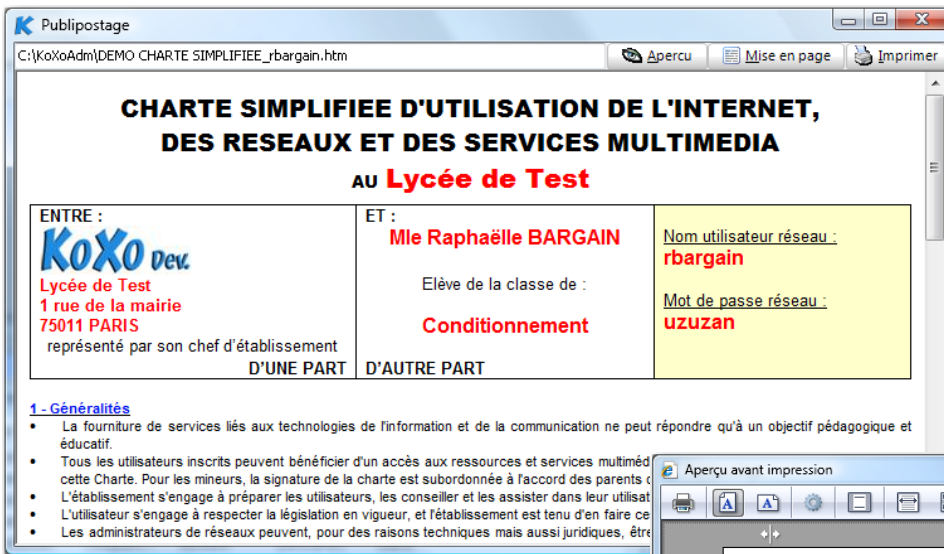 Publipostage
C:\KoXoAdm\DEMO CHARTE SIMPLIFIEE_rbargain.htm
Apercu
Mise en page
Imprimer
CHARTE SIMPLIFIEE D'UTILISATION DE L'INTERNET,
DES RESEAUX ET DES SERVICES MULTIMEDIA
AU Lycée de Test
ENTRE :
KoXo Dev.
Lycée de Test
1 rue de la mairie
75011 PARIS
représenté par son chef d'établissement
D'UNE PART
ET :
Mle Raphaëlle BARGAIN
Elève de la classe de :
Conditionnement
D'AUTRE PART
Nom utilisateur réseau :
rbargain
Mot de passe réseau :
uzuzan
1 - Généralités
• La fourniture de services liés aux technologies de l'information et de la communication ne peut répondre qu'à un objectif pédagogique et
éducatif.
• Tous les utilisateurs inscrits peuvent bénéficier d'un accès aux ressources et services multiméd
cette Charte. Pour les mineurs, la signature de la charte est subordonnée à l'accord des parents
• L'établissement s'engage à préparer les utilisateurs, les conseiller et les assister dans leur utilisat
• L'utilisateur s'engage à respecter la législation en vigueur, et l'établissement est tenu d'en faire ce
• Les administrateurs de réseaux peuvent, pour des raisons techniques mais aussi juridiques, être
Aperçu avant impression
A
A